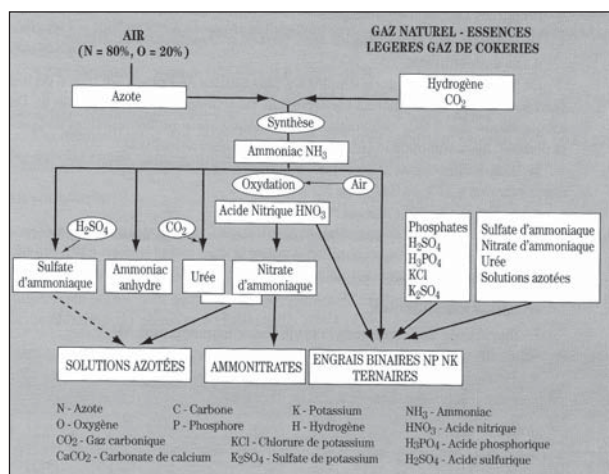 AIR
(N = 80%, O = 20%)
GAZ NATUREL - ESSENCES
LEGERES GAZ DE COKERIES
Azote
Hydrogène
CO2
Synthèse
Ammoniac NH3
Oxydation
Air
Acide Nitrique HNO3
H2SO4
CO2
Sulfate
d'ammoniaque
Ammoniac
anhydre
Urée
Nitrate
d'ammoniaque
Phosphates
H2SO4
H3PO4
KCl
K2SO4
Sulfate d'ammoniaque
Nitrate d'ammoniaque
Urée
Solutions azotées
SOLUTIONS AZOTÉES
AMMONITRATES
ENGRAIS BINAIRES NP NK
TERNAIRES
N - Azote C - Carbone K - Potassium NH3 - Ammoniac
O - Oxygène P - Phosphore H - Hydrogène HNO3 - Acide nitrique
CO2 - Gaz carbonique KCl - Chlorure de potassium H3PO4 - Acide phosphorique
CaCO2 - Carbonate de calcium K2SO4 - Sulfate de potassium H2SO4 - Acide sulfurique